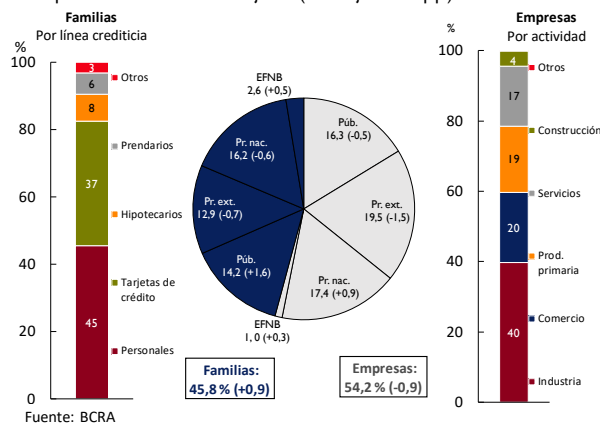 Familias
Por línea crediticia
%
100
80
60
40
20
0
3
6
8
37
45
Otros
Prendarios
Hipotecarios
Tarjetas de
crédito
Personales
EFNB
2,6 (+0,5)
Púb.
16,3 (-0,5)
Pr. ext.
19,5 (-1,5)
Pr. nac.
17,4 (+0,9)
EFNB
1,0 (+0,3)
Púb.
14,2 (+1,6)
Pr. ext.
12,9 (-0,7)
Pr. nac.
16,2 (-0,6)
Familias:
45,8 % (+0,9)
Empresas:
54,2 % (-0,9)
Empresas
Por actividad
%
100
80
60
40
20
0
4
17
19
20
40
Otros
Construcción
Servicios
Prod.
primaria
Comercio
Industria
Fuente: BCRA